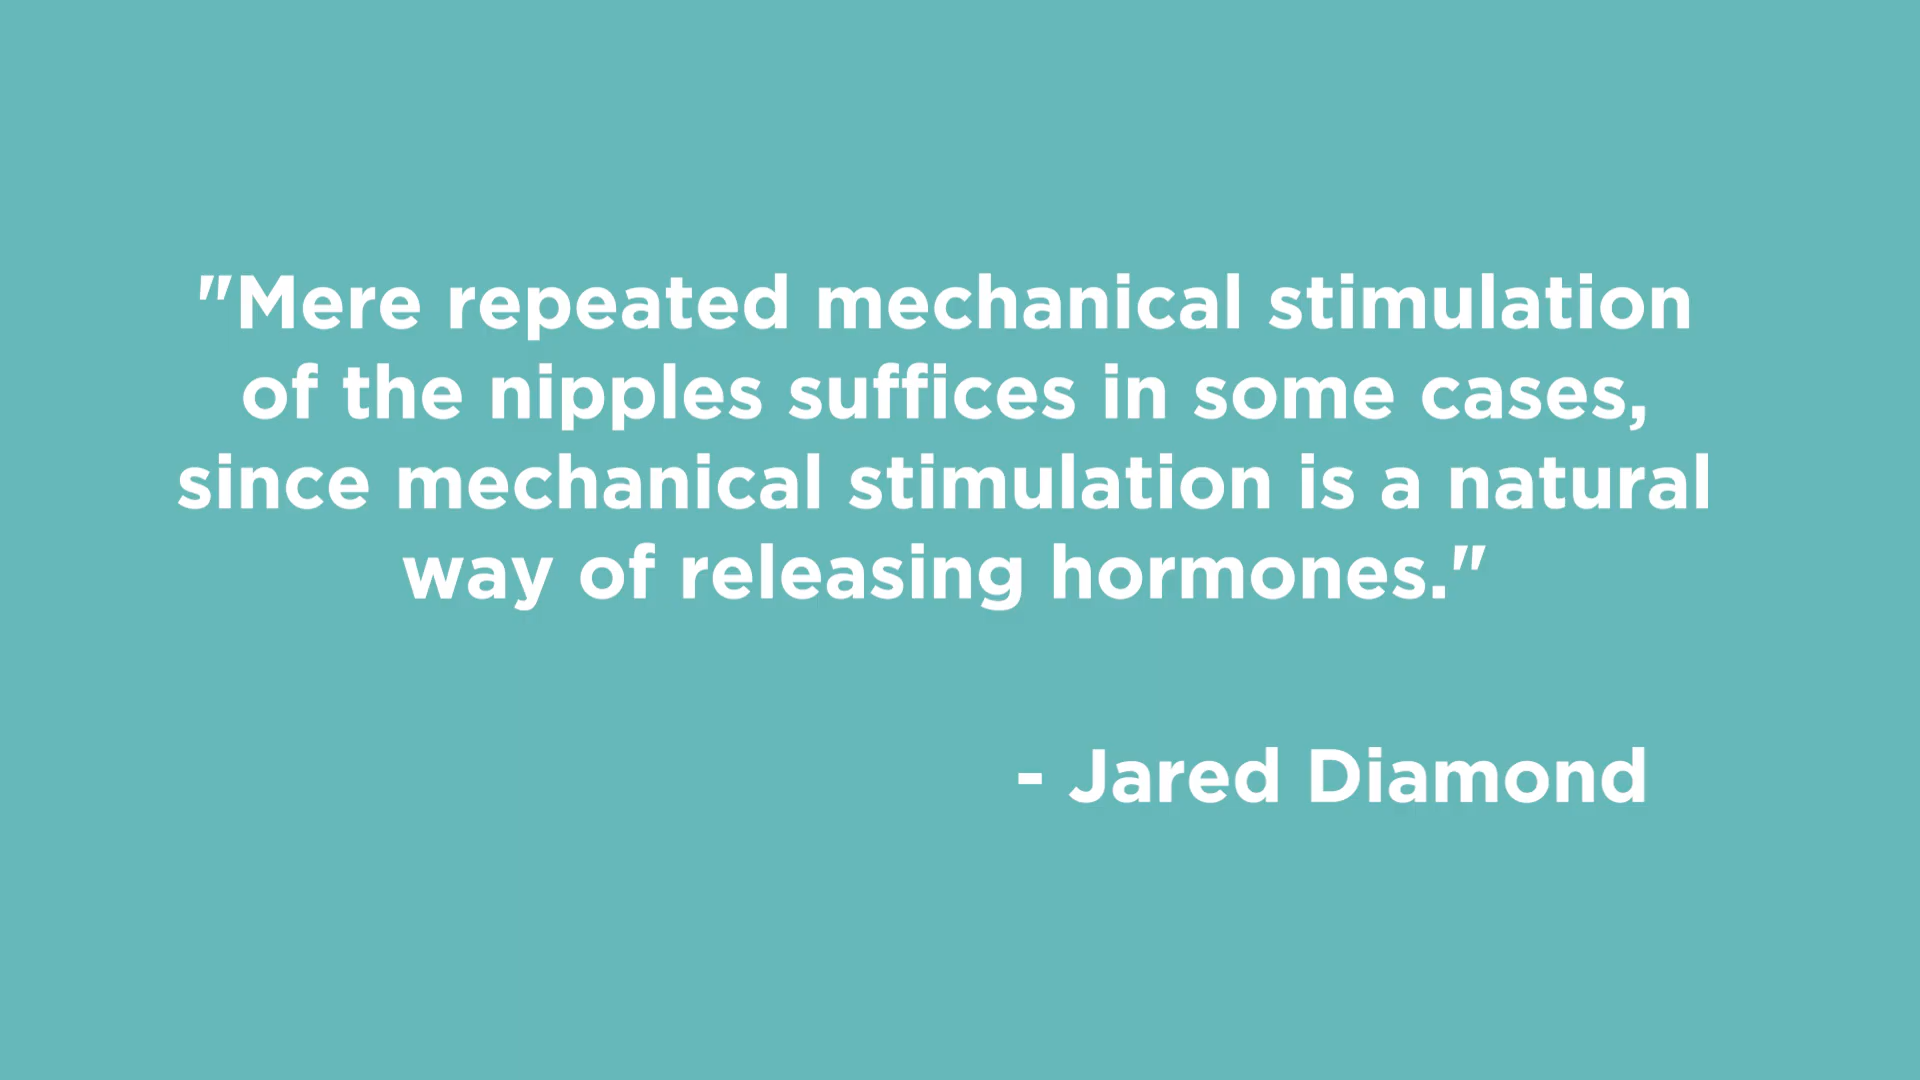 "Mere repeated mechanical stimulation
of the nipples suffices in some cases,
since mechanical stimulation is a natural
way of releasing hormones."
- Jared Diamond